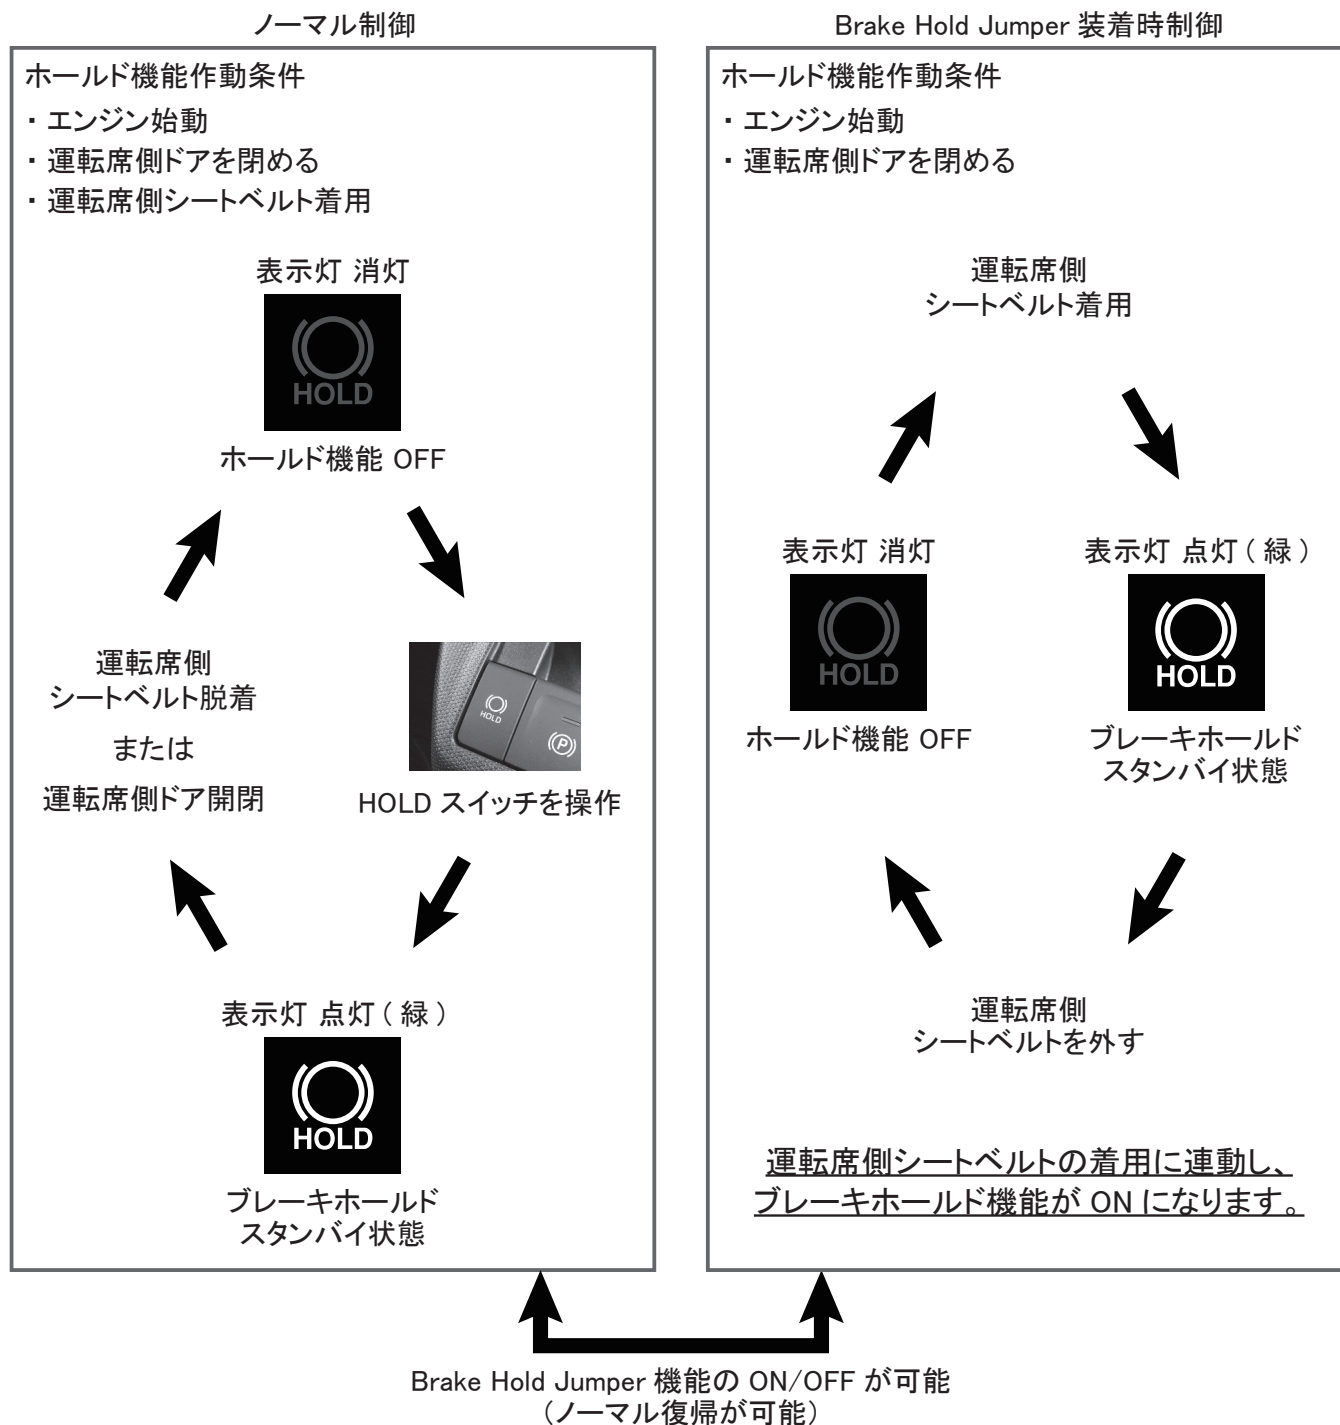 ノーマル制御
ホールド機能作動条件
・ エンジン始動
・ 運転席側ドアを閉める
・ 運転席側シートベルト着用
表示灯 消灯
HOLD
ホールド機能 OFF
運転席側
シートベルト脱着
または
運転席側ドア開閉
HOLD
P
HOLD スイッチを操作
表示灯 点灯 ( 緑 )
HOLD
ブレーキホールド
スタンバイ状態
Brake Hold Jumper 装着時制御
ホールド機能作動条件
・ エンジン始動
・ 運転席側ドアを閉める
運転席側
シートベルト着用
表示灯 消灯
HOLD
ホールド機能 OFF
表示灯 点灯 ( 緑 )
HOLD
ブレーキホールド
スタンバイ状態
運転席側
シートベルトを外す
運転席側シートベルトの着用に連動し、
ブレーキホールド機能が ON になります。
Brake Hold Jumper 機能の ON/OFF が可能
（ノーマル復帰が可能）